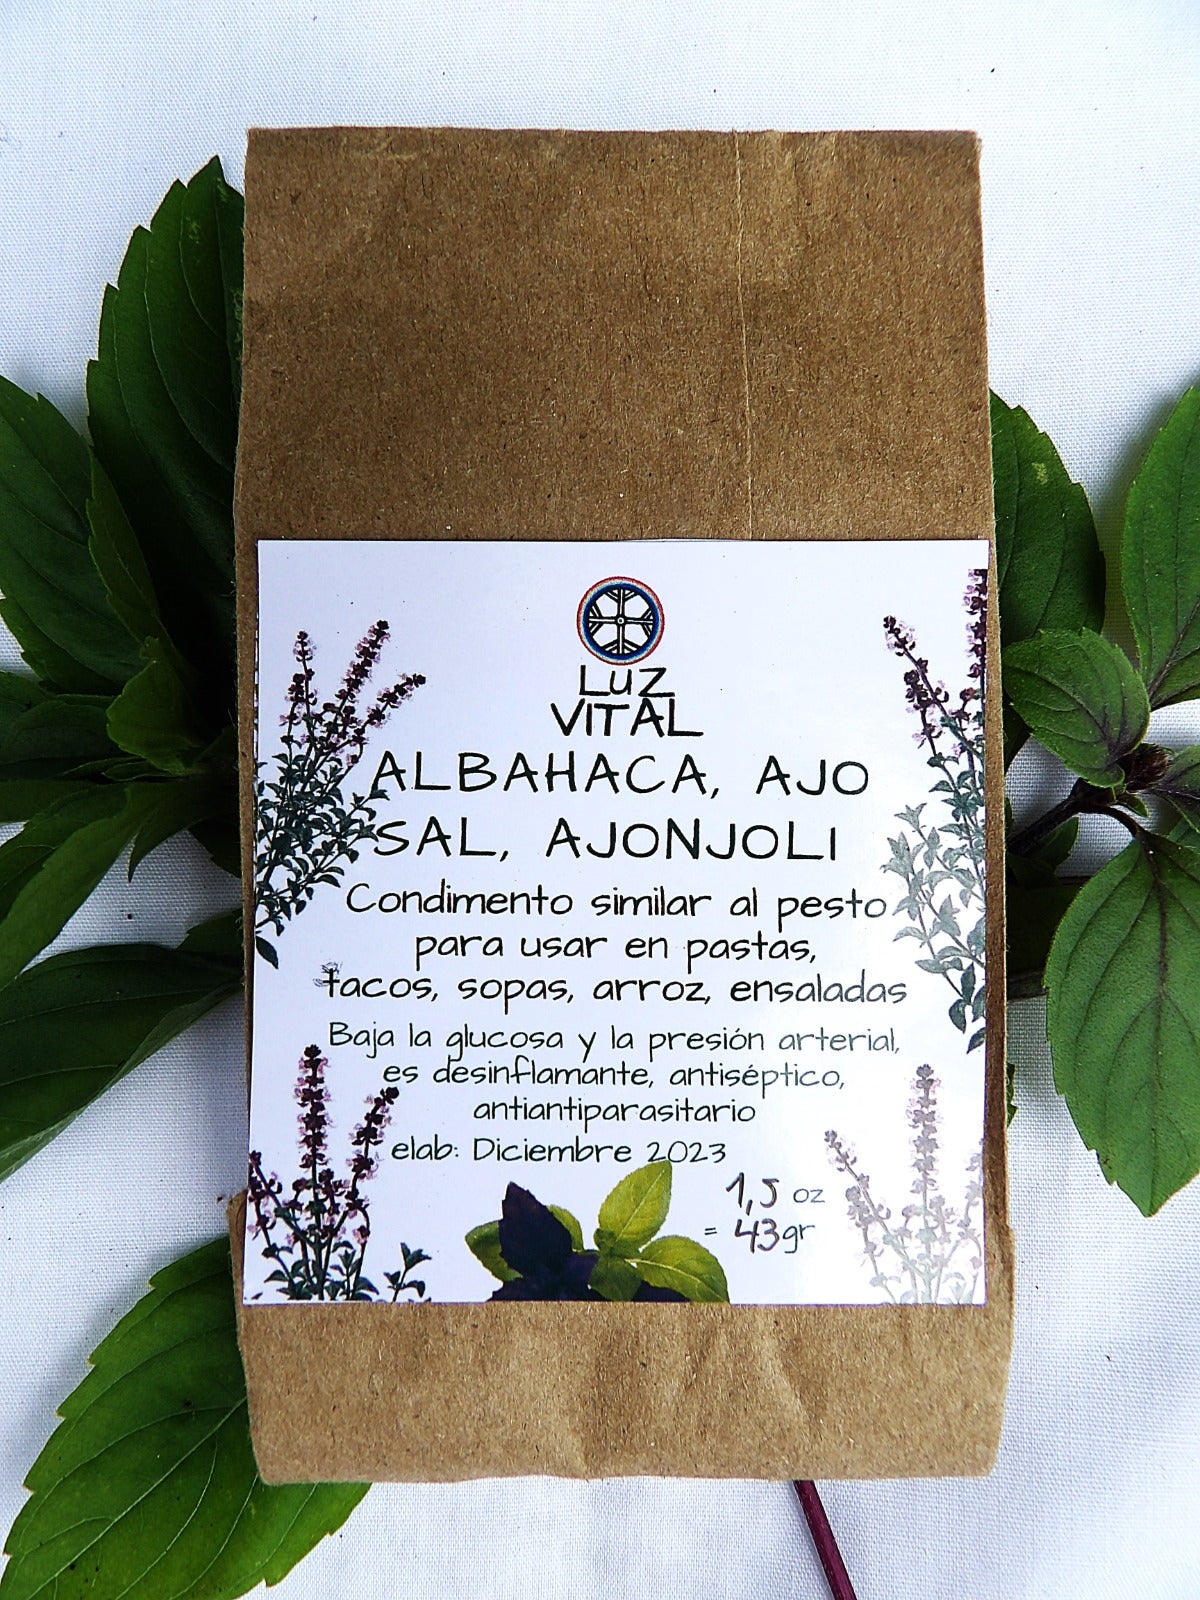 LUZ
VITAL
ALBAHACA, AJO
SAL, AJONJOLI
Condimento similar al pesto
para usar en pastas,
tacos, sopas, arroz, ensaladas
Baja la glucosa y la presión arterial,
es desinflamante, antiséptico,
antiantiparasitario
elab: Diciembre 2023
1,5 oz
= 43gr